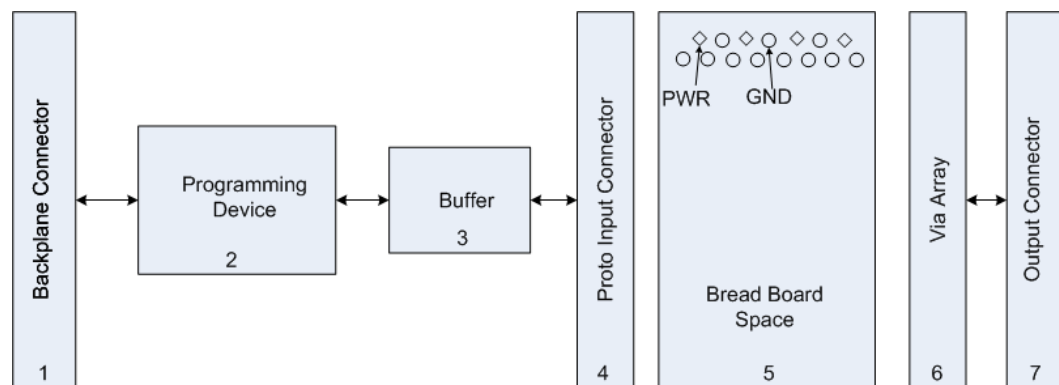 Backplane Connector
1
Programming
Device
2
Buffer
3
Proto Input Connector
4
PWR
GND
Bread Board
Space
5
Via Array
6
Output Connector
7